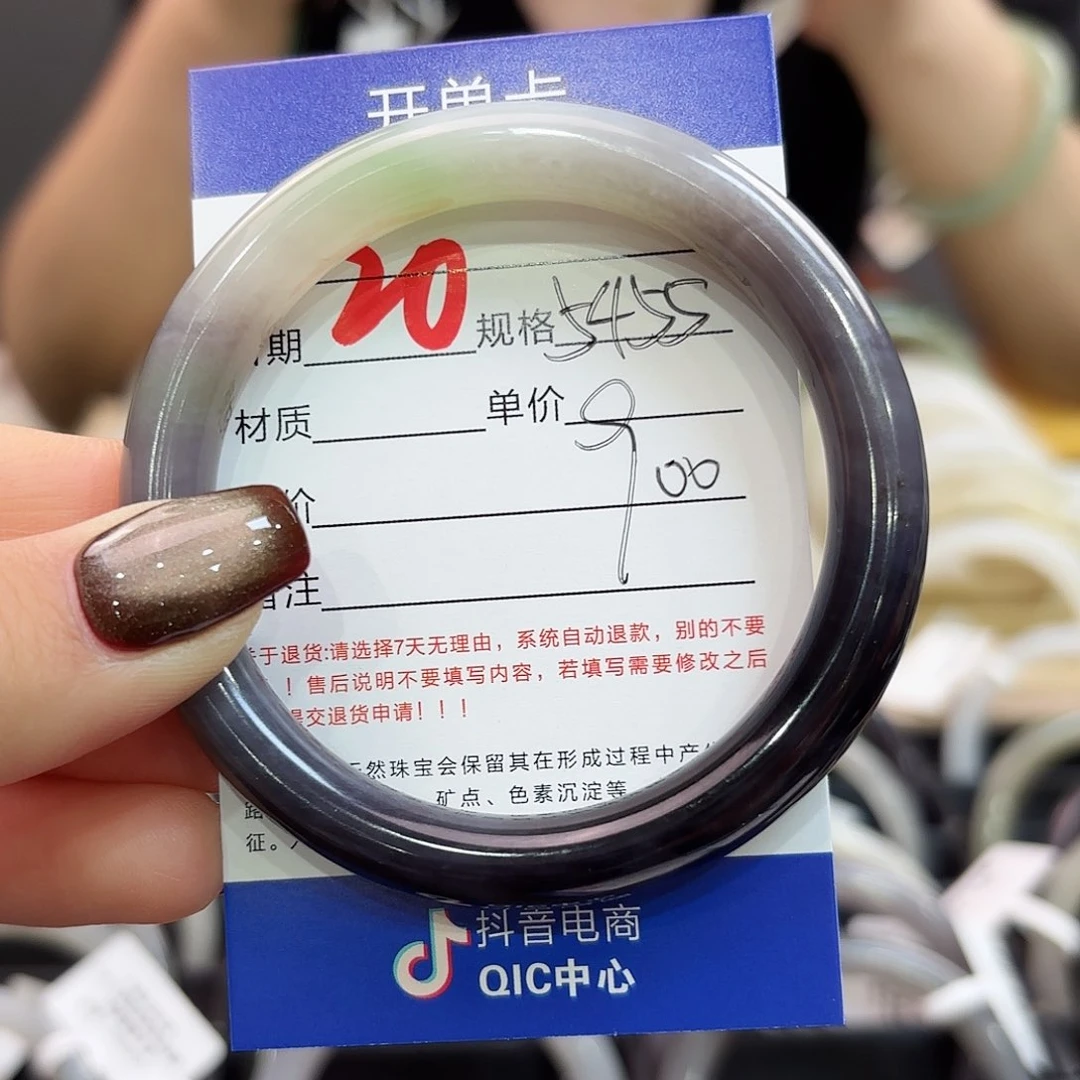 开单卡
期 20 规格 5455
材质 单价 900
价
备注
关于退货:请选择7天无理由，系统自动退款，别的不要
！售后说明不要填写内容，若填写需要修改之后
提交退货申请！！！
天然珠宝会保留其在形成过程中产
矿点、色素沉淀等
征。
抖音电商
QIC中心